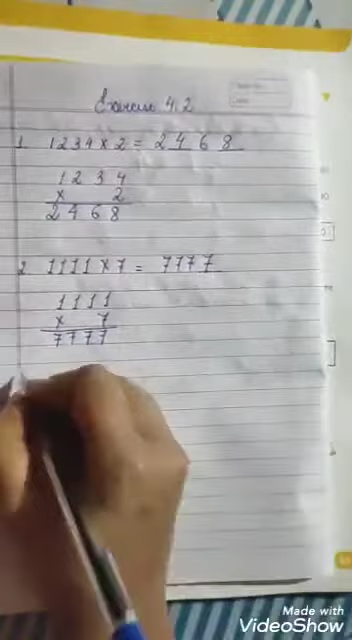 Exercise 4.2
1. 1234 × 2 = 2468
1234
× 2
2468
2. 1111 × 7 = 7777
1111
× 7
7777
Made with
VideoShow